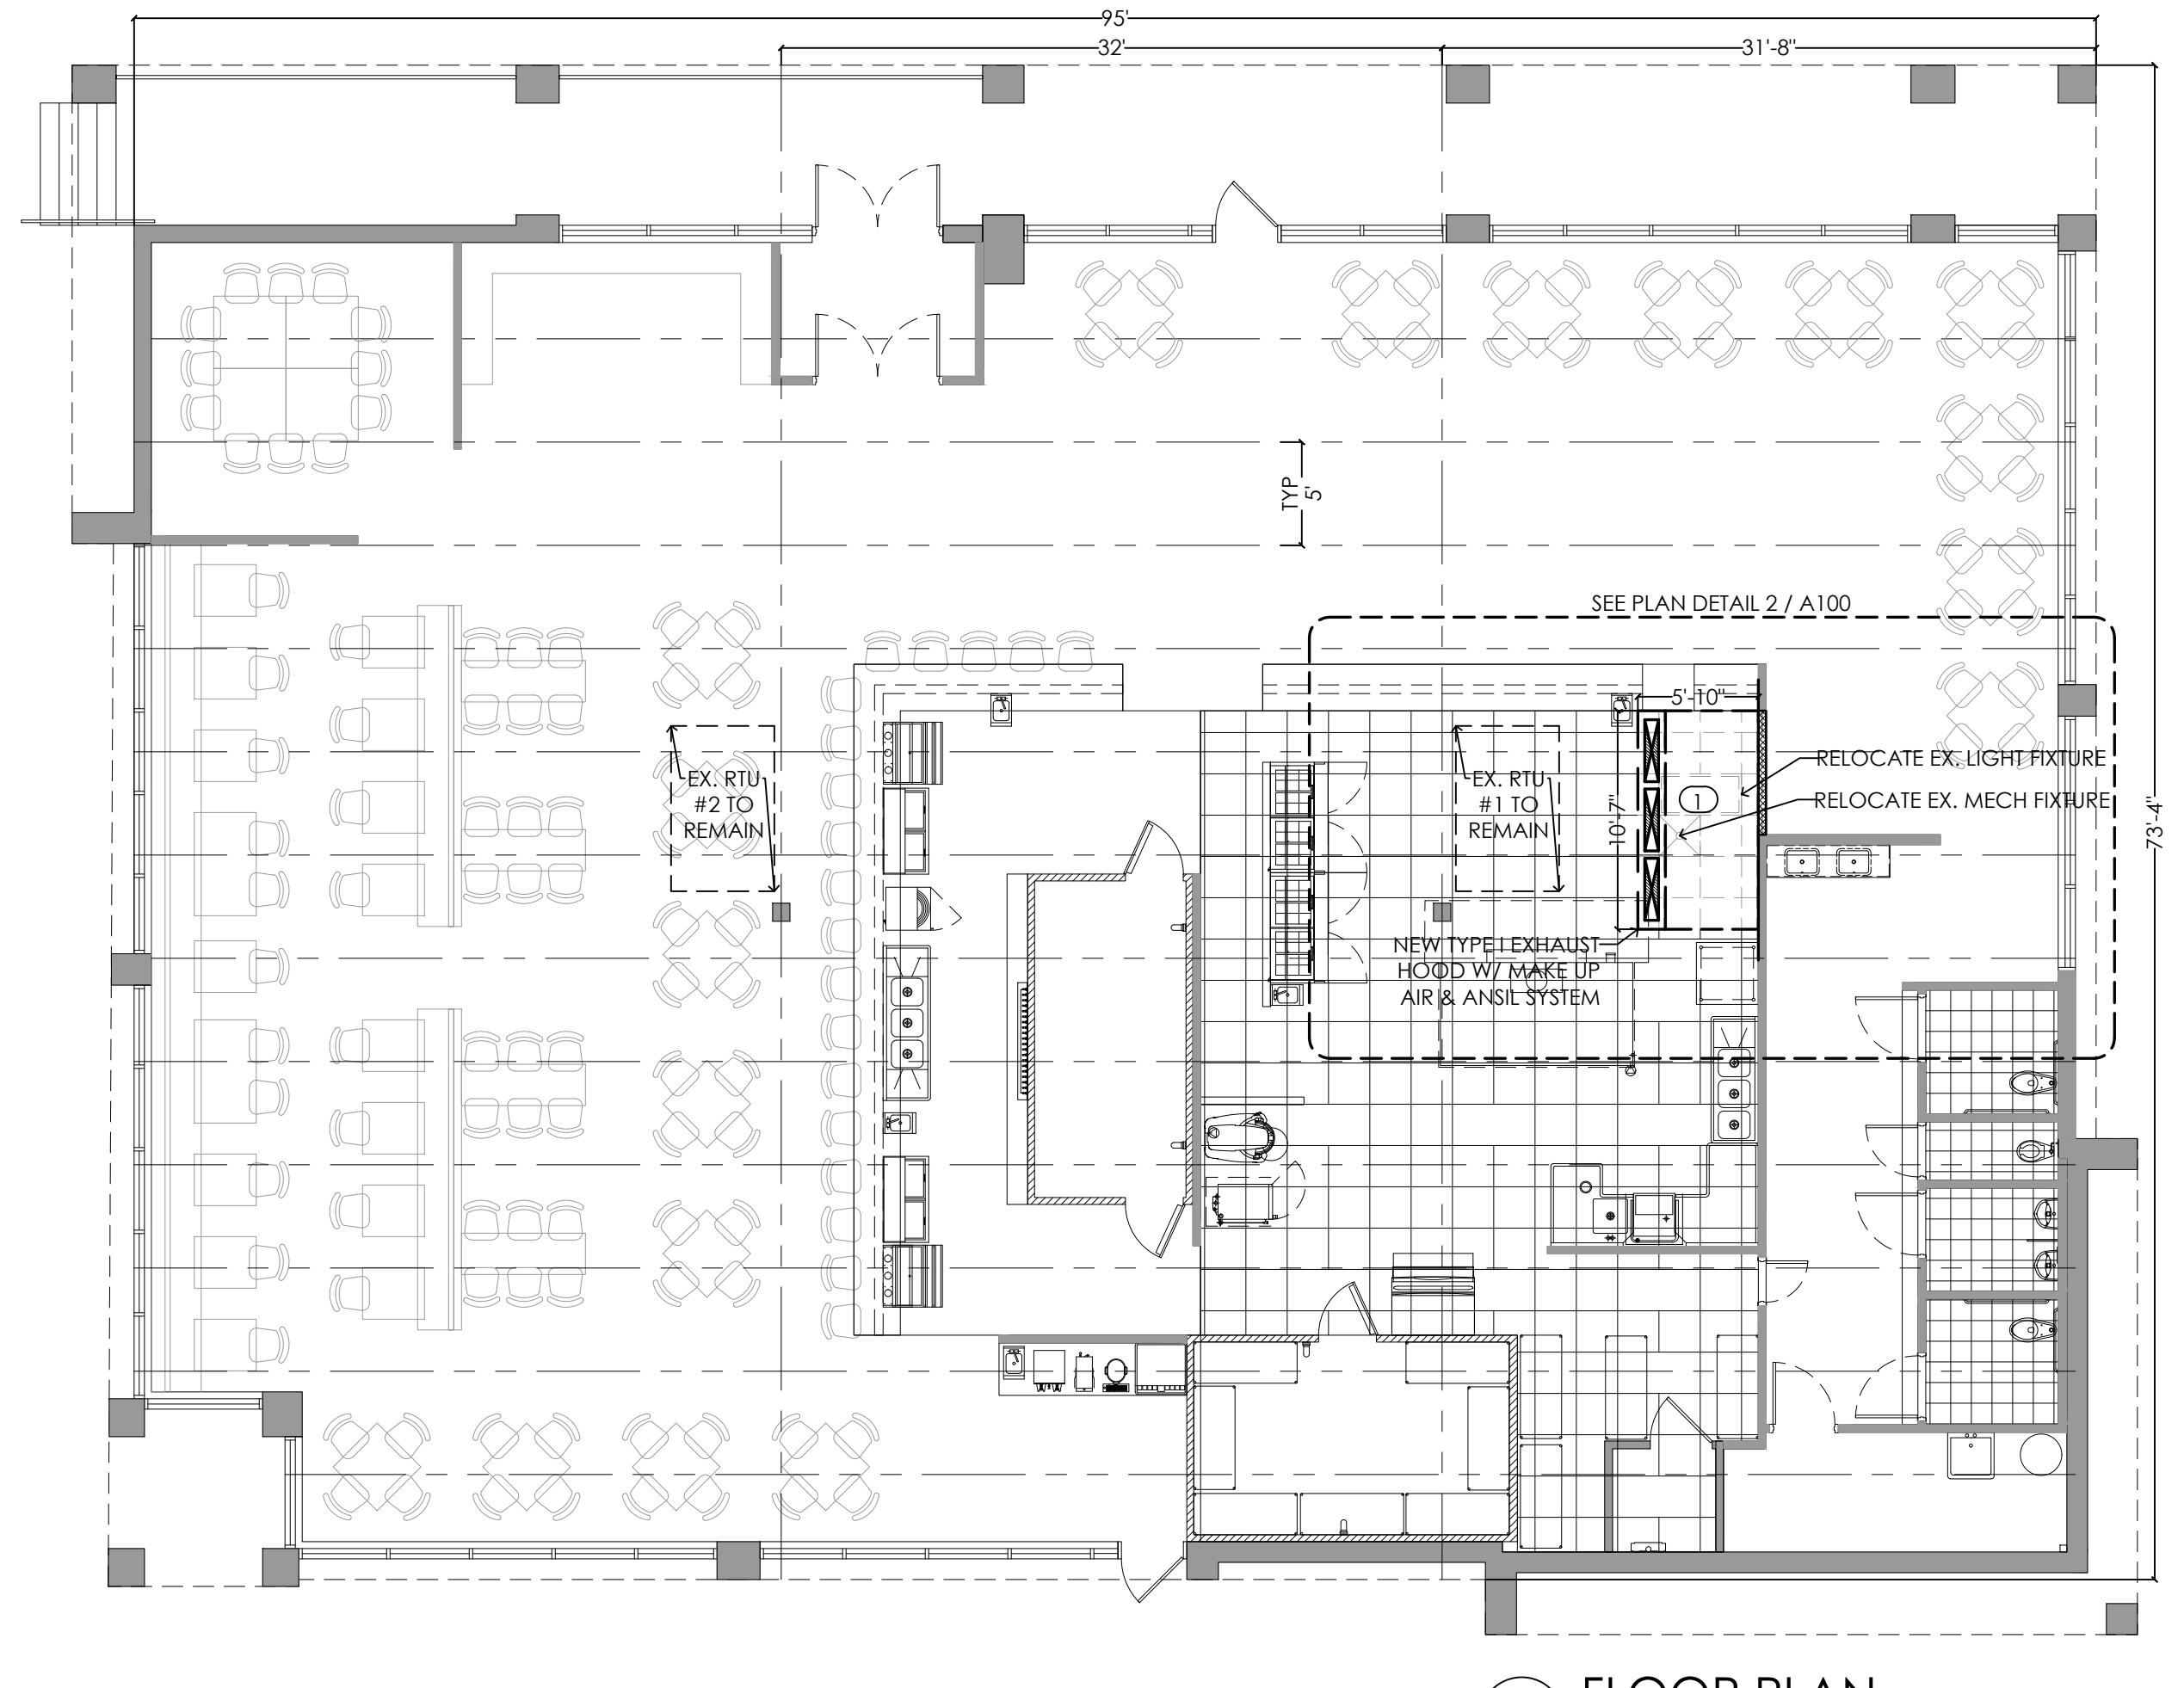 95'
32'
31'-8"
TYP
5'
SEE PLAN DETAIL 2 / A100
5'-10"
EX. RTU
#2 TO
REMAIN
EX. RTU
#1 TO
REMAIN
10'-7"
1
RELOCATE EX. LIGHT FIXTURE
RELOCATE EX. MECH FIXTURE
73'-4"
NEW TYPE I EXHAUST
HOOD W/ MAKE UP
AIR & ANSIL SYSTEM
FLOOR PLAN